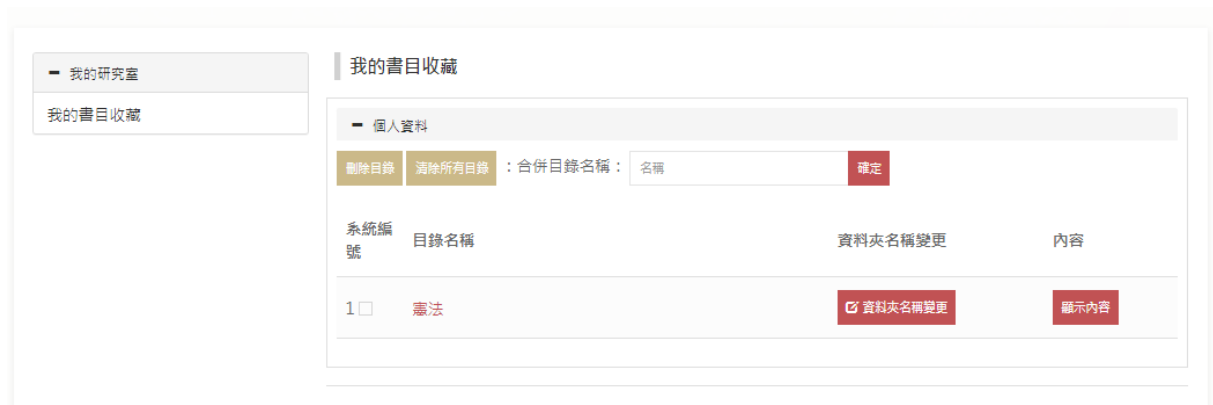 我的研究室
我的書目收藏
我的書目收藏
個人資料
刪除目錄 清除所有目錄 :合併目錄名稱: 名稱 確定
系統編號 目錄名稱 資料夾名稱變更 內容
1 憲法 資料夾名稱變更 顯示內容